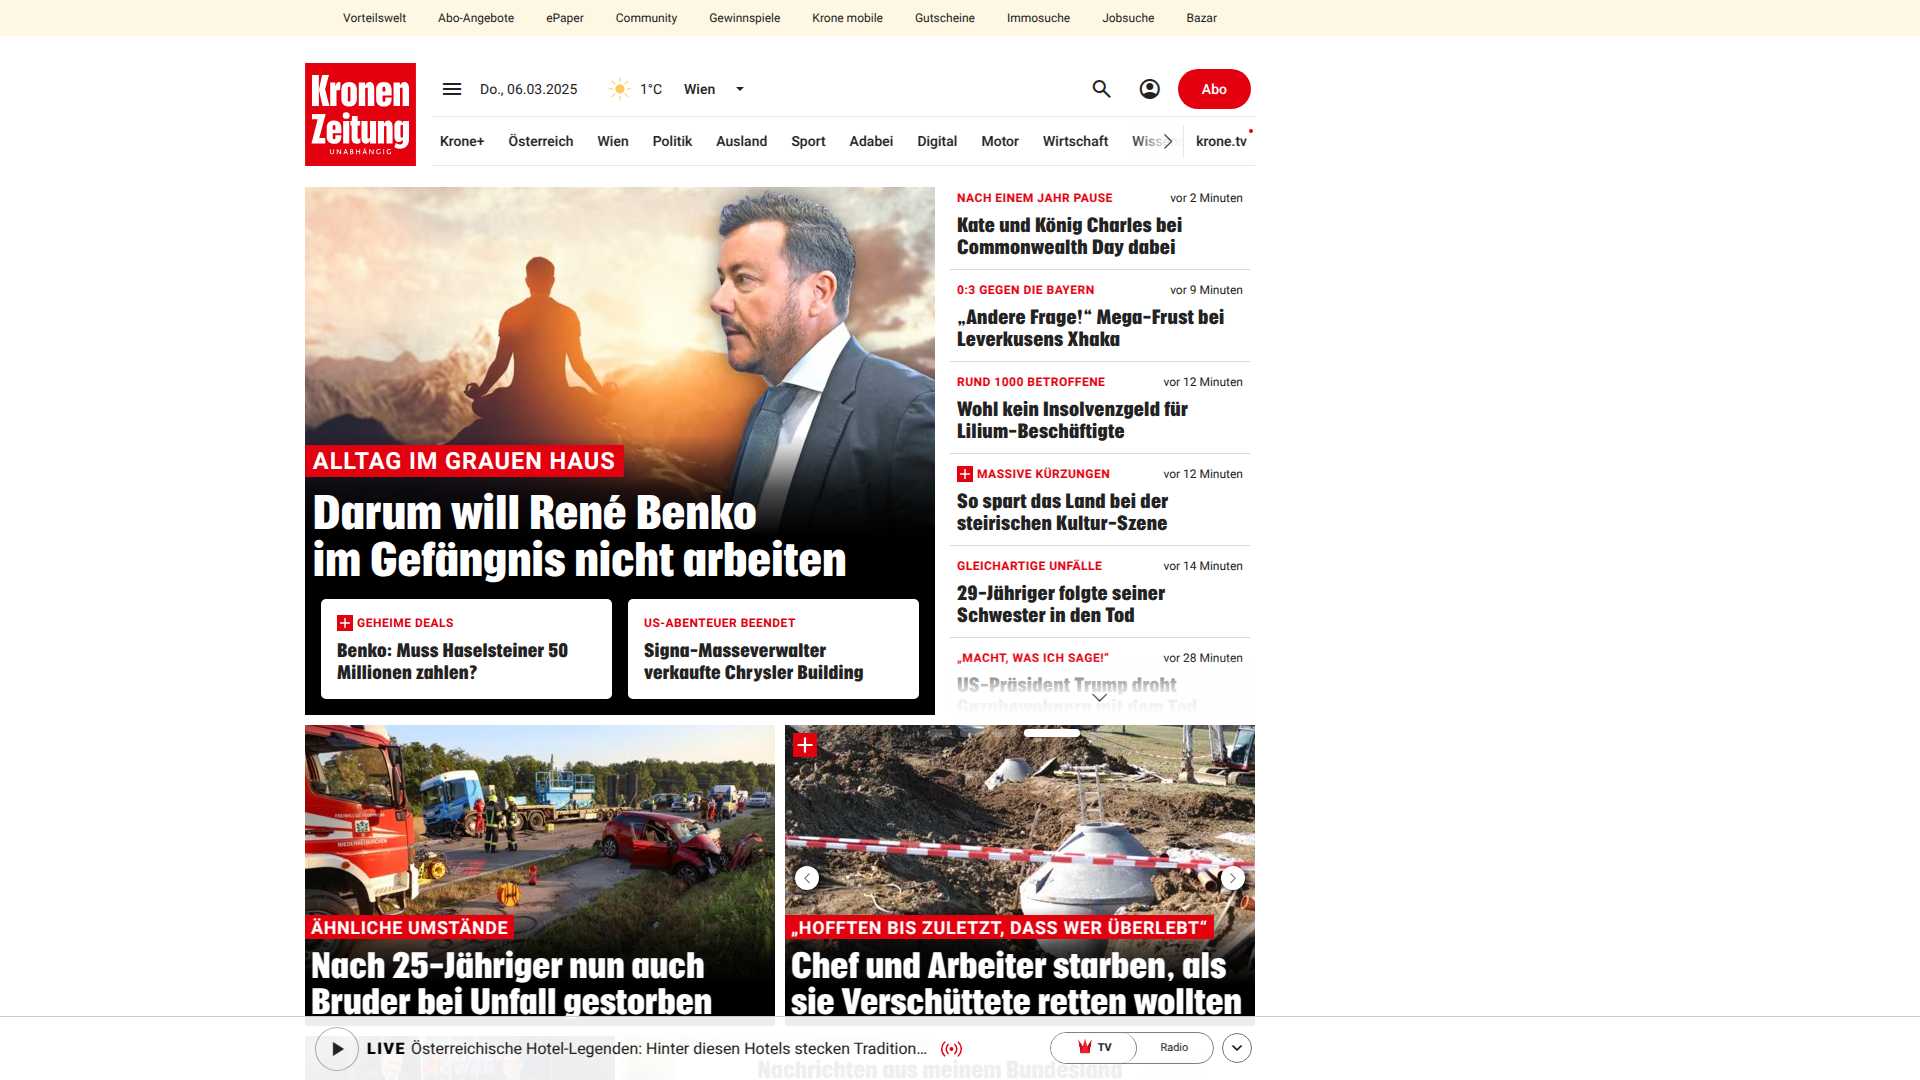 Vorteilswelt
Abo-Angebote
ePaper
Community
Gewinnspiele
Krone mobile
Gutscheine
Immosuche
Jobsuche
Bazar
Kronen
Zeitung
UNABHÄNGIG
Do., 06.03.2025
1°C
Wien
Abo
Krone+
Österreich
Wien
Politik
Ausland
Sport
Adabei
Digital
Motor
Wirtschaft
Wiss
krone.tv
ALLTAG IM GRAUEN HAUS
Darum will René Benko
im Gefängnis nicht arbeiten
GEHEIME DEALS
Benko: Muss Haselsteiner 50
Millionen zahlen?
US-ABENTEUER BEENDET
Signa-Masseverwalter
verkaufte Chrysler Building
NACH EINEM JAHR PAUSE
vor 2 Minuten
Kate und König Charles bei
Commonwealth Day dabei
0:3 GEGEN DIE BAYERN
vor 9 Minuten
„Andere Frage!“ Mega-Frust bei
Leverkusens Xhaka
RUND 1000 BETROFFENE
vor 12 Minuten
Wohl kein Insolvenzgeld für
Lilium-Beschäftigte
MASSIVE KÜRZUNGEN
vor 12 Minuten
So spart das Land bei der
steirischen Kultur-Szene
GLEICHARTIGE UNFÄLLE
vor 14 Minuten
29-Jähriger folgte seiner
Schwester in den Tod
„MACHT, WAS ICH SAGE!“
vor 28 Minuten
US-Präsident Trump droht
Gazabewohnern mit dem Tod
ÄHNLICHE UMSTÄNDE
Nach 25-Jähriger nun auch
Bruder bei Unfall gestorben
„HOFFTEN BIS ZULETZT, DASS WER ÜBERLEBT“
Chef und Arbeiter starben, als
sie Verschüttete retten wollten
LIVE Österreichische Hotel-Legenden: Hinter diesen Hotels stecken Tradition...
TV
Radio
Nachrichten aus meinem Bundesland